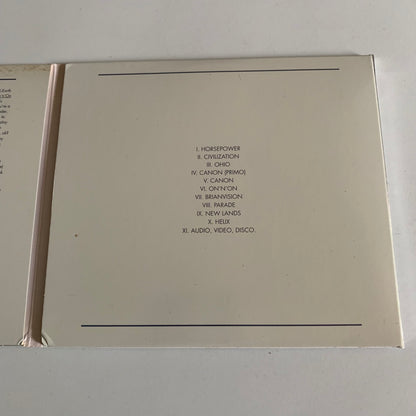 I. HORSEPOWER
II. CIVILIZATION
III. OHIO
IV. CANON (PRIMO)
V. CANON
VI. ON'N'ON
VII. BRIANVISION
VIII. PARADE
IX. NEW LANDS
X. HELIX
XI. AUDIO, VIDEO, DISCO.